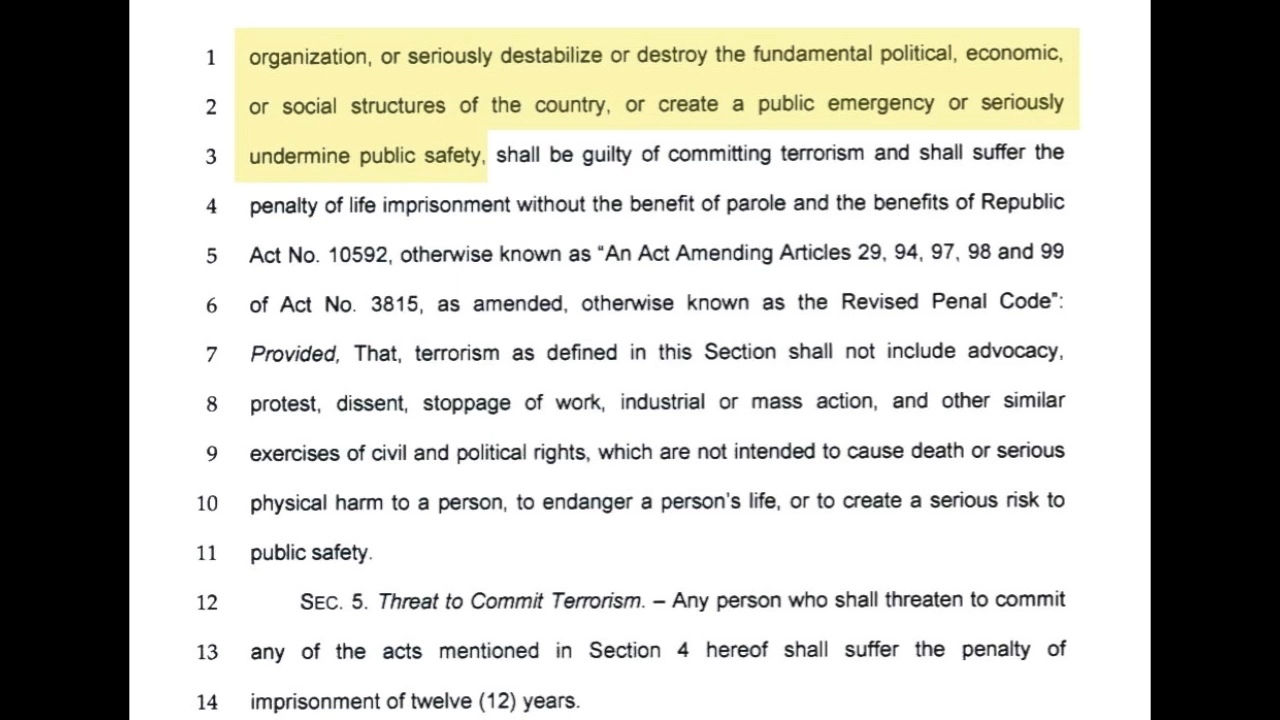 1 organization, or seriously destabilize or destroy the fundamental political, economic,
2 or social structures of the country, or create a public emergency or seriously
3 undermine public safety, shall be guilty of committing terrorism and shall suffer the
4 penalty of life imprisonment without the benefit of parole and the benefits of Republic
5 Act No. 10592, otherwise known as “An Act Amending Articles 29, 94, 97, 98 and 99
6 of Act No. 3815, as amended, otherwise known as the Revised Penal Code”:
7 Provided, That, terrorism as defined in this Section shall not include advocacy,
8 protest, dissent, stoppage of work, industrial or mass action, and other similar
9 exercises of civil and political rights, which are not intended to cause death or serious
10 physical harm to a person, to endanger a person’s life, or to create a serious risk to
11 public safety.
12 SEC. 5. Threat to Commit Terrorism. – Any person who shall threaten to commit
13 any of the acts mentioned in Section 4 hereof shall suffer the penalty of
14 imprisonment of twelve (12) years.